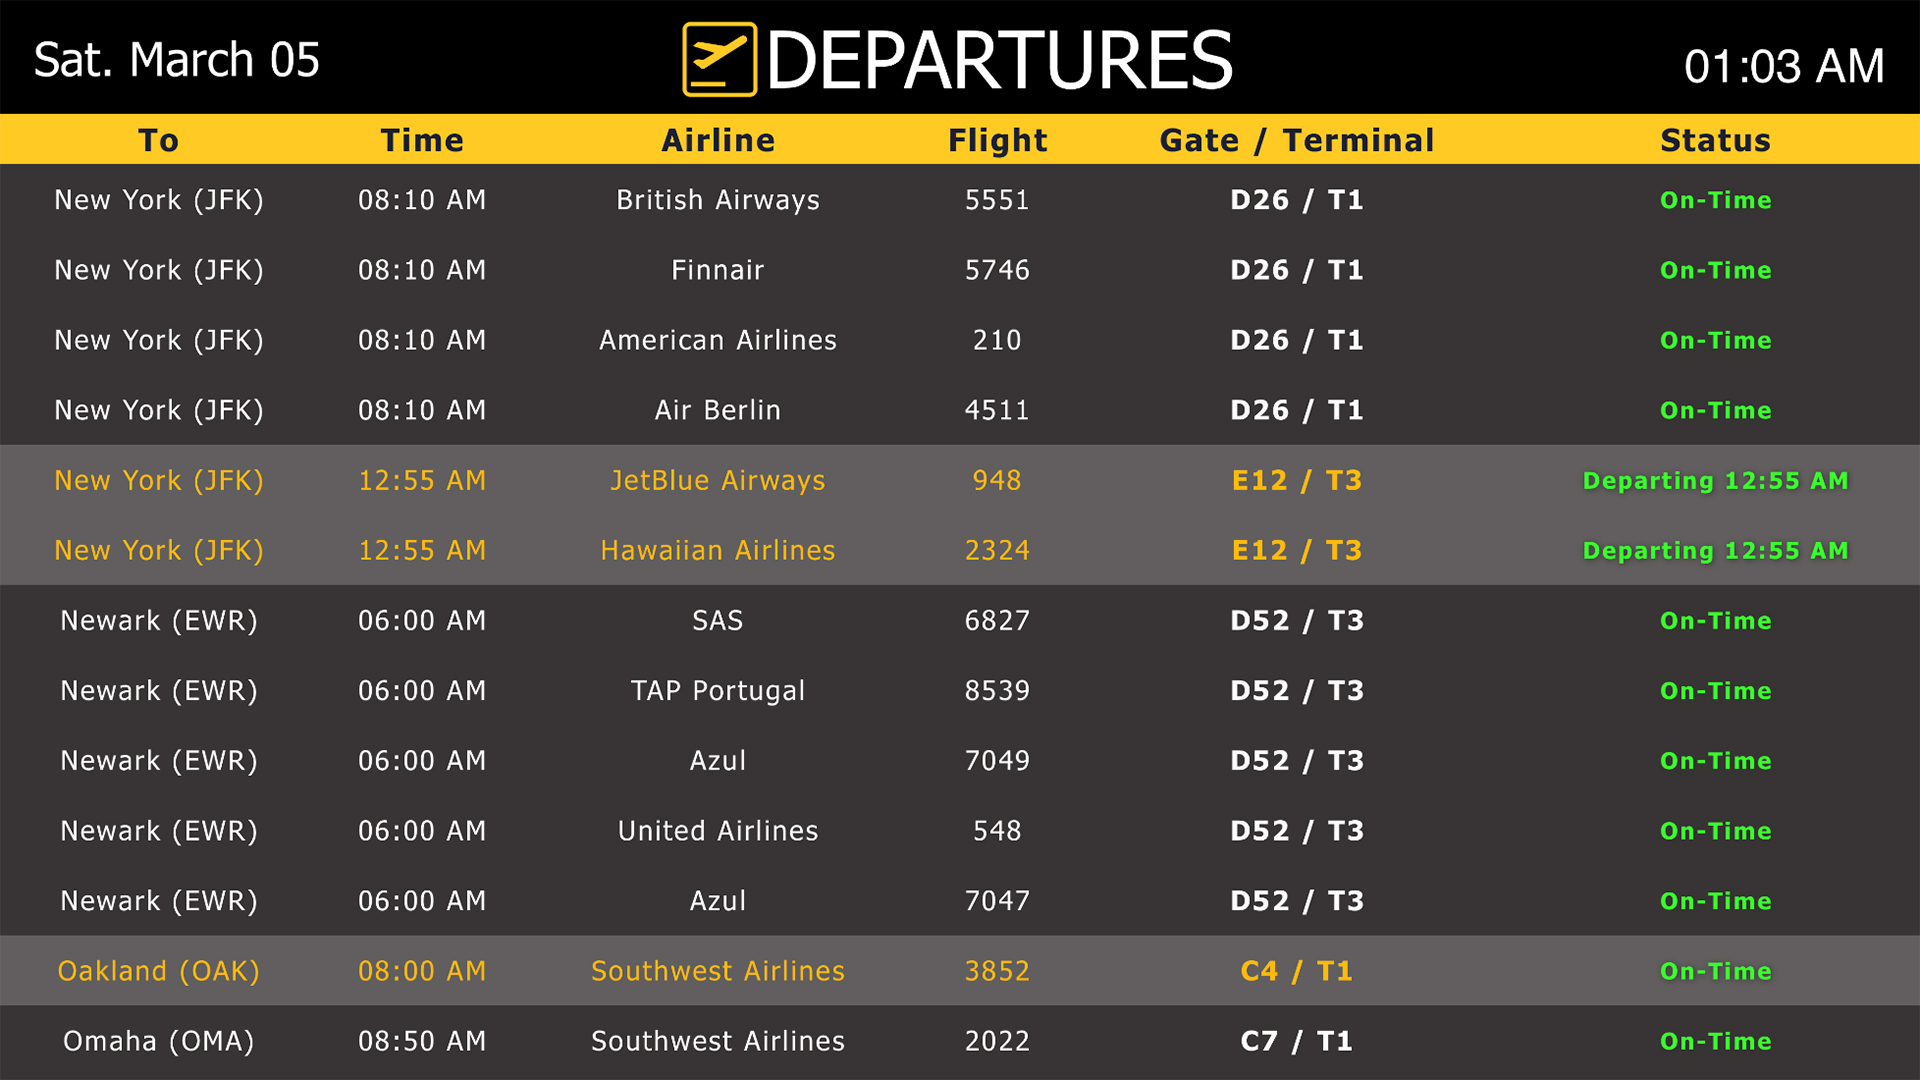 Sat. March 05 DEPARTURES 01:03 AM
To Time Airline Flight Gate / Terminal Status
New York (JFK) 08:10 AM British Airways 5551 D26 / T1 On-Time
New York (JFK) 08:10 AM Finnair 5746 D26 / T1 On-Time
New York (JFK) 08:10 AM American Airlines 210 D26 / T1 On-Time
New York (JFK) 08:10 AM Air Berlin 4511 D26 / T1 On-Time
New York (JFK) 12:55 AM JetBlue Airways 948 E12 / T3 Departing 12:55 AM
New York (JFK) 12:55 AM Hawaiian Airlines 2324 E12 / T3 Departing 12:55 AM
Newark (EWR) 06:00 AM SAS 6827 D52 / T3 On-Time
Newark (EWR) 06:00 AM TAP Portugal 8539 D52 / T3 On-Time
Newark (EWR) 06:00 AM Azul 7049 D52 / T3 On-Time
Newark (EWR) 06:00 AM United Airlines 548 D52 / T3 On-Time
Newark (EWR) 06:00 AM Azul 7047 D52 / T3 On-Time
Oakland (OAK) 08:00 AM Southwest Airlines 3852 C4 / T1 On-Time
Omaha (OMA) 08:50 AM Southwest Airlines 2022 C7 / T1 On-Time